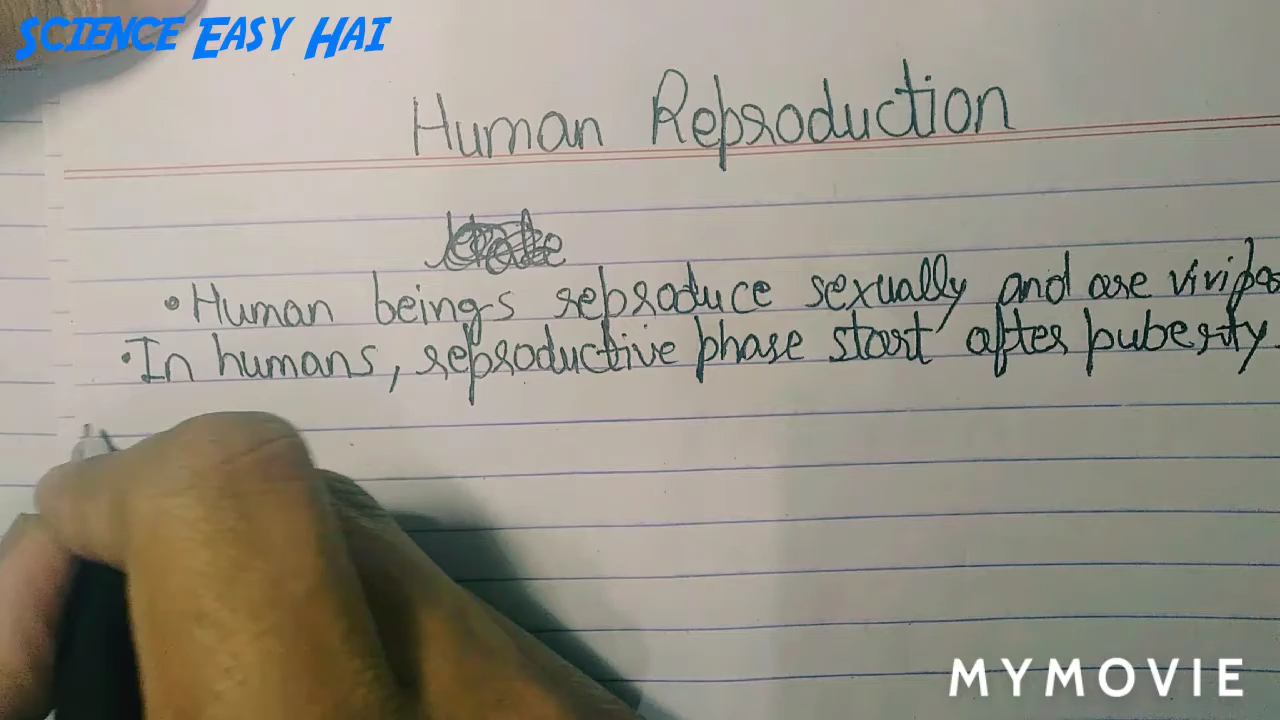 SCIENCE EASY HAI
Human Reproduction
• Human beings reproduce sexually and are
• In humans, reproductive phase start after puberty.
MYMOVIE